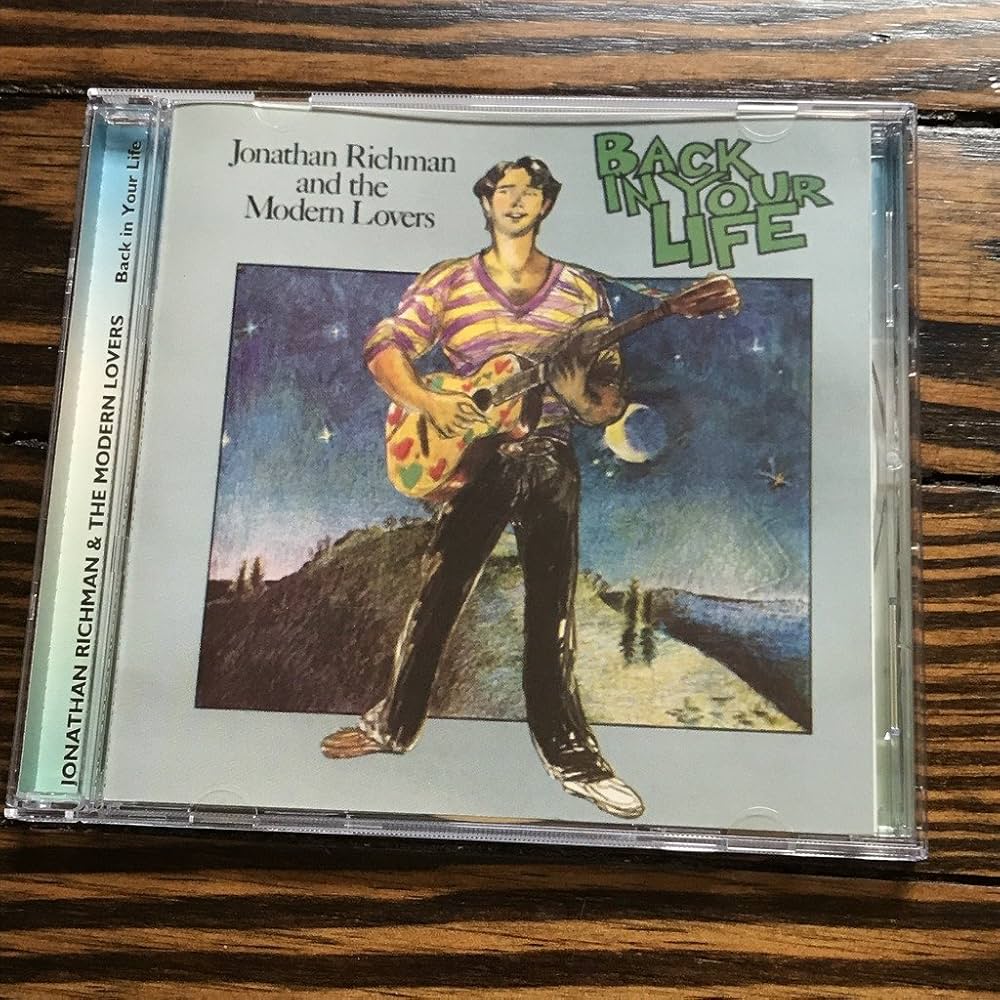 Jonathan Richman
and the
Modern Lovers
BACK
IN YOUR
LIFE
JONATHAN RICHMAN & THE MODERN LOVERS Back in Your Life